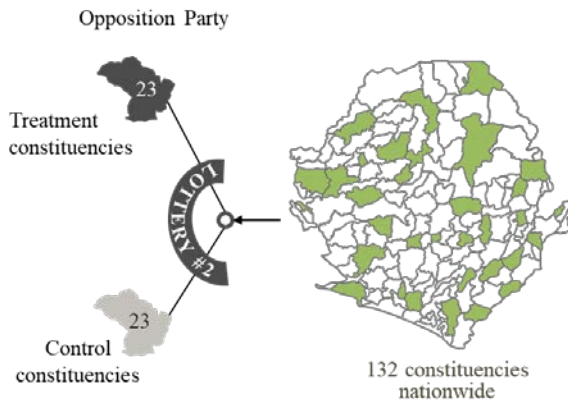 Opposition Party
23
Treatment
constituencies
LOTTERY #2
23
Control
constituencies
132 constituencies
nationwide